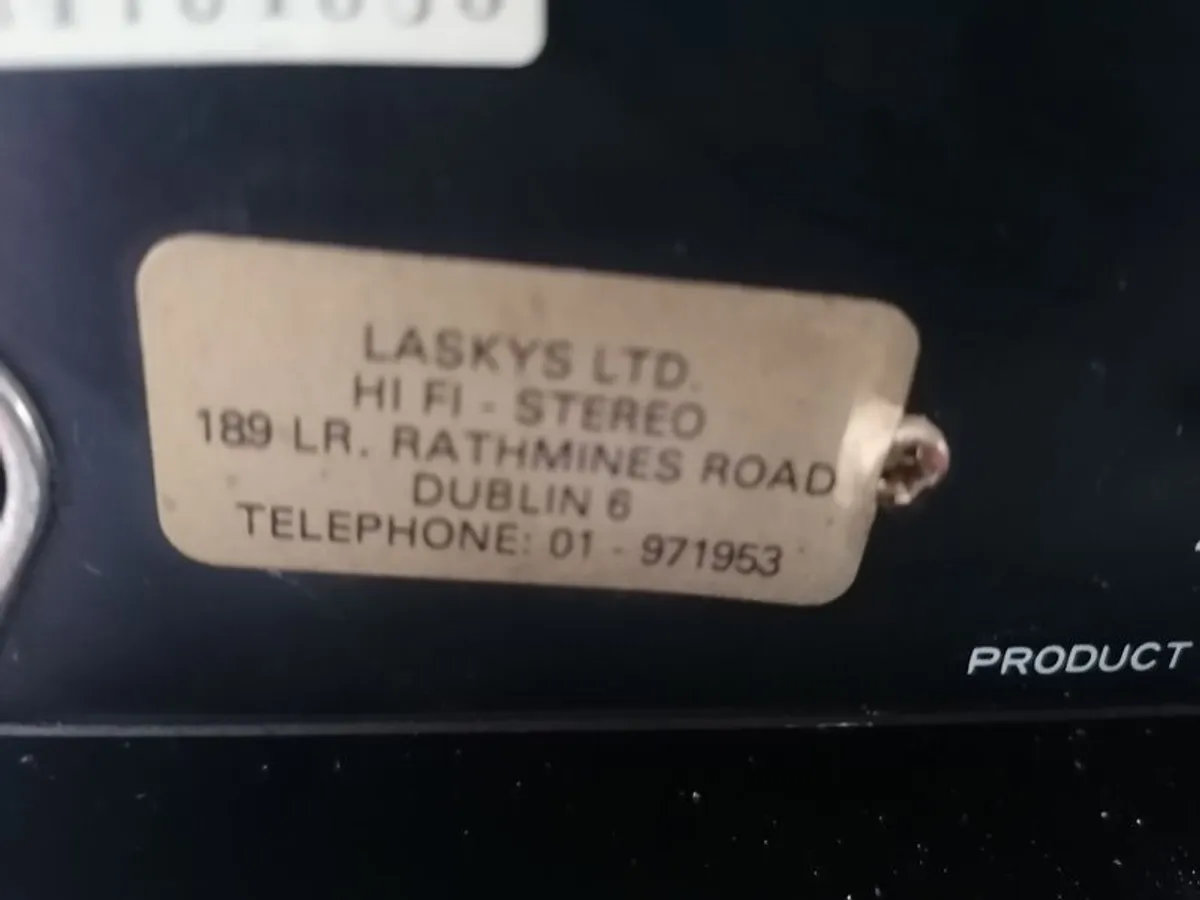 LASKYS LTD.
HI FI - STEREO
189 LR. RATHMINES ROAD
DUBLIN 6
TELEPHONE: 01 - 971953
PRODUCT